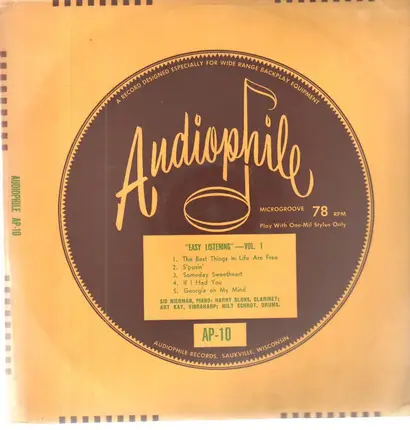 A RECORD DESIGNED ESPECIALLY FOR WIDE RANGE BACKPLAY EQUIPMENT
Audiophile
MICROGROOVE 78 RPM
Play With One-Mil Stylus Only
"EASY LISTENING"—VOL. 1
1. The Best Things in Life Are Free
2. S'posin'
3. Someday Sweetheart
4. If I Had You
5. Georgia on My Mind
SID NIERMAN, PIANO; HARRY SLOKS, CLARINET;
ART KAY, VIBRAHARP; MILT SCHROT, DRUMS.
AP-10
AUDIOPHILE RECORDS, SAUKVILLE, WISCONSIN
AUDIOPHILE AP-10